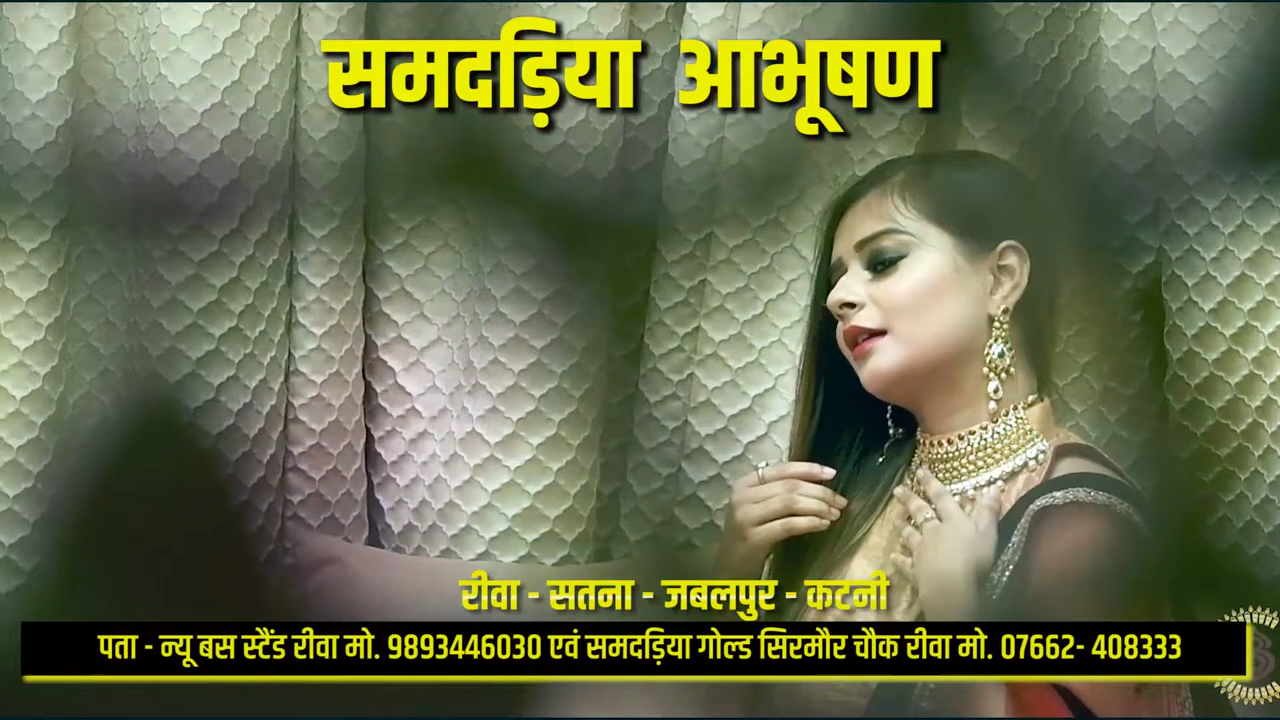 समदड़िया आभूषण
रीवा - सतना - जबलपुर - कटनी
पता - न्यू बस स्टैंड रीवा मो. 9893446030 एवं समदड़िया गोल्ड सिरमौर चौक रीवा मो. 07662- 408333